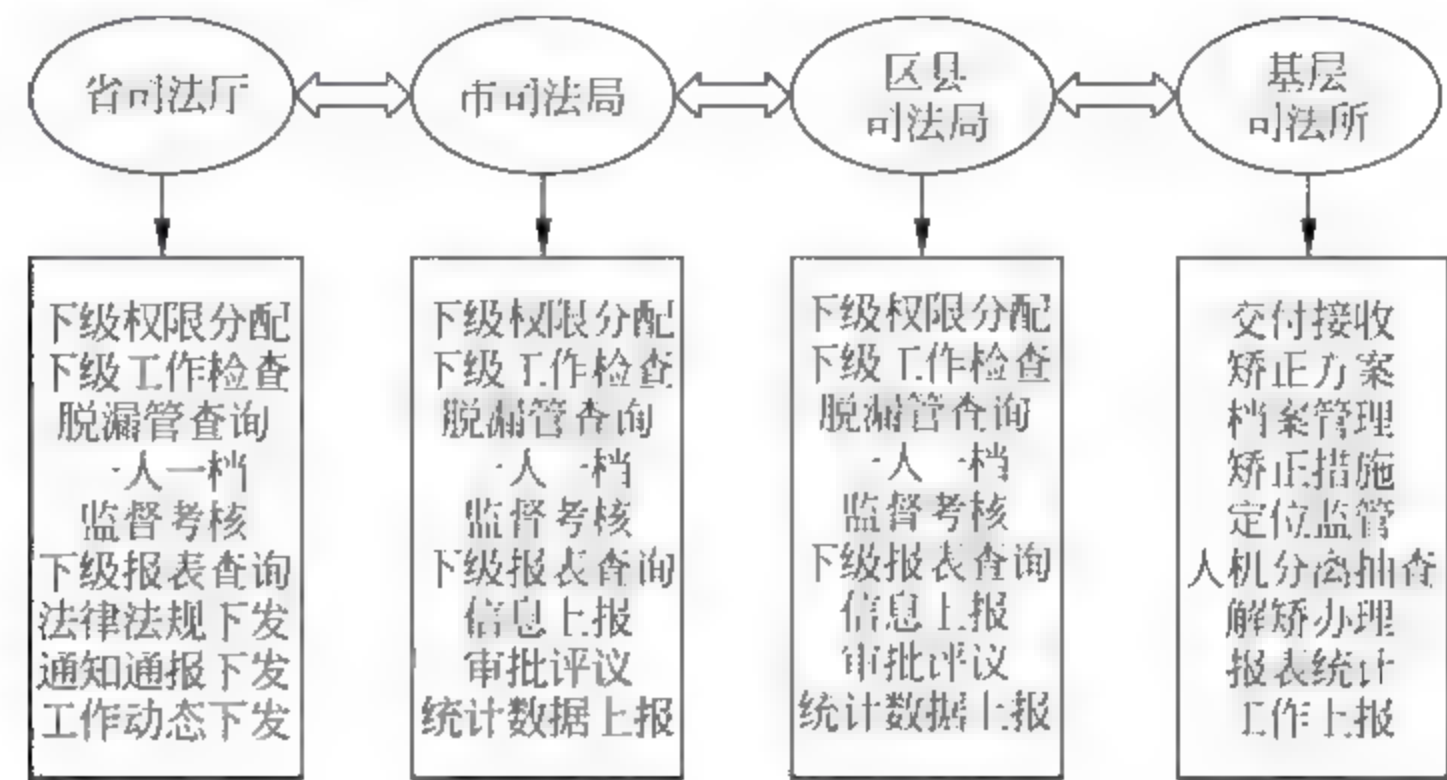 省司法厅
市司法局
区县
司法局
基层
司法所
下级权限分配
下级工作检查
脱漏管查询
一人一档
监督考核
下级报表查询
法律法规下发
通知通报下发
工作动态下发
下级权限分配
下级工作检查
脱漏管查询
一人一档
监督考核
下级报表查询
信息上报
审批评议
统计数据上报
下级权限分配
下级工作检查
脱漏管查询
一人一档
监督考核
下级报表查询
信息上报
审批评议
统计数据上报
交付接收
矫正方案
档案管理
矫正措施
定位监管
人机分离抽查
解矫办理
报表统计
工作上报